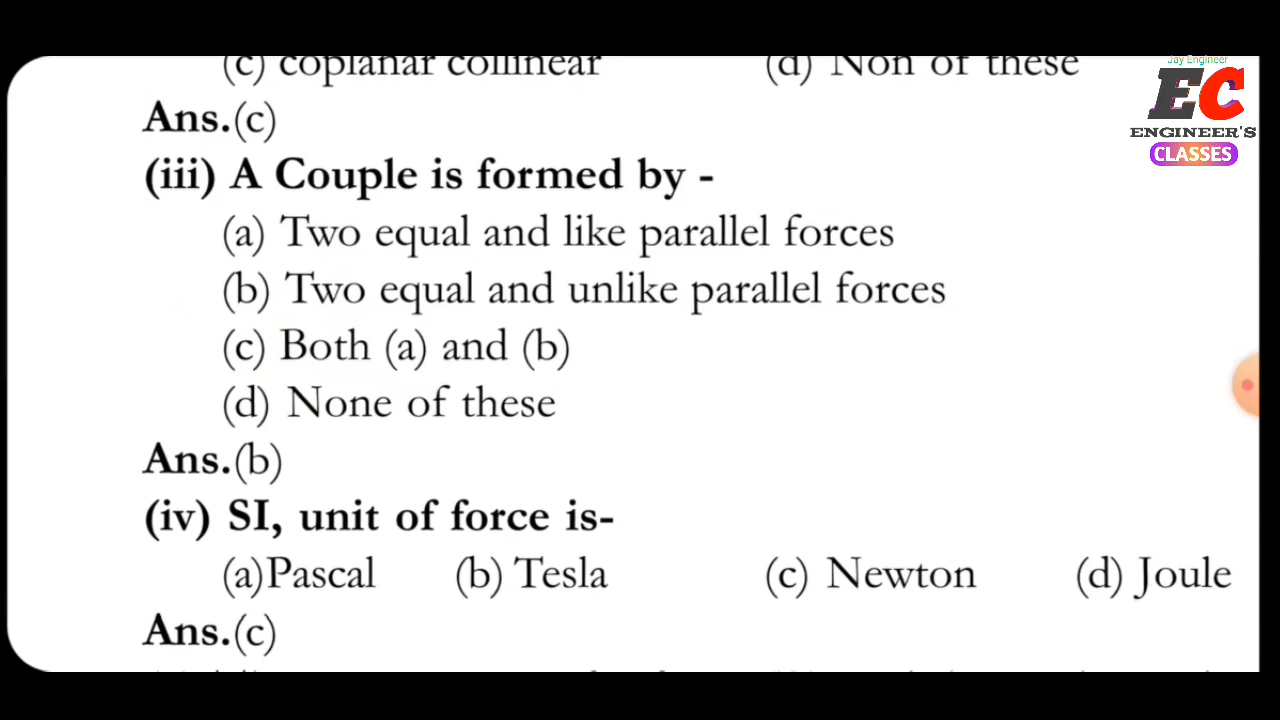 Jay Engineer
EC
ENGINEER'S
CLASSES
(c) coplanar collinear (d) Non of these
Ans.(c)
(iii) A Couple is formed by -
(a) Two equal and like parallel forces
(b) Two equal and unlike parallel forces
(c) Both (a) and (b)
(d) None of these
Ans.(b)
(iv) SI, unit of force is-
(a)Pascal (b) Tesla (c) Newton (d) Joule
Ans.(c)